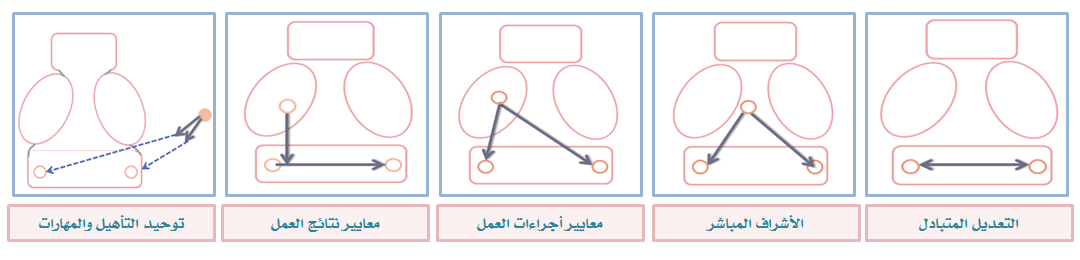 التعديل المتبادل
الأشراف المباشر
معايير أجراءات العمل
معايير نتائج العمل
توحيد التأهيل والمهارات